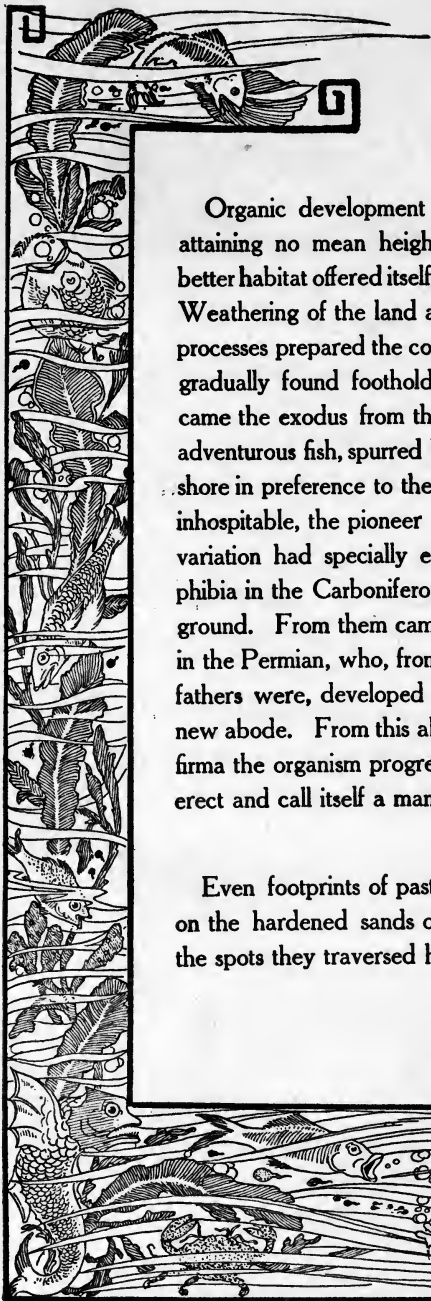 Organic development
attaining no mean heigh
better habitat offered itself
Weathering of the land a
processes prepared the co
gradually found foothold
came the exodus from th
adventurous fish, spurred
shore in preference to the
inhospitable, the pioneer
variation had specially e
phibia in the Carbonifero
ground. From them cam
in the Permian, who, from
fathers were, developed
new abode. From this al
firma the organism progre
erect and call itself a man
Even footprints of past
on the hardened sands o
the spots they traversed h